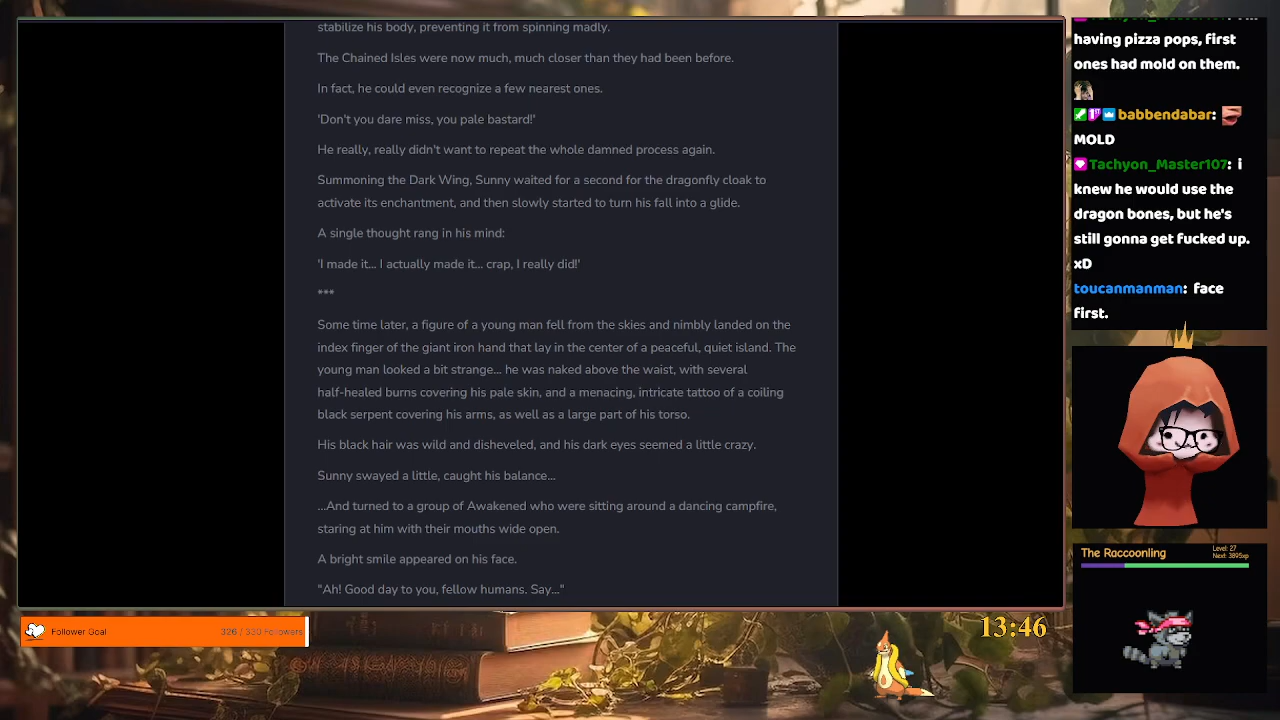 stabilize his body, preventing it from spinning madly.
The Chained Isles were now much, much closer than they had been before.
In fact, he could even recognize a few nearest ones.
'Don't you dare miss, you pale bastard!'
He really, really didn't want to repeat the whole damned process again.
Summoning the Dark Wing, Sunny waited for a second for the dragonfly cloak to
activate its enchantment, and then slowly started to turn his fall into a glide.
A single thought rang in his mind:
'I made it... I actually made it... crap, I really did!'
***
Some time later, a figure of a young man fell from the skies and nimbly landed on the
index finger of the giant iron hand that lay in the center of a peaceful, quiet island. The
young man looked a bit strange... he was naked above the waist, with several
half-healed burns covering his pale skin, and a menacing, intricate tattoo of a coiling
black serpent covering his arms, as well as a large part of his torso.
His black hair was wild and disheveled, and his dark eyes seemed a little crazy.
Sunny swayed a little, caught his balance...
...And turned to a group of Awakened who were sitting around a dancing campfire,
staring at him with their mouths wide open.
A bright smile appeared on his face.
"Ah! Good day to you, fellow humans. Say..."
having pizza pops, first
ones had mold on them.
babbendabar:
MOLD
Tachyon_Master107: i
knew he would use the
dragon bones, but he's
still gonna get fucked up.
xD
toucanmanman: face
first.
The Raccoonling
Level: 27
Next: 3895xp
Follower Goal
326 / 330 Followers
13:46